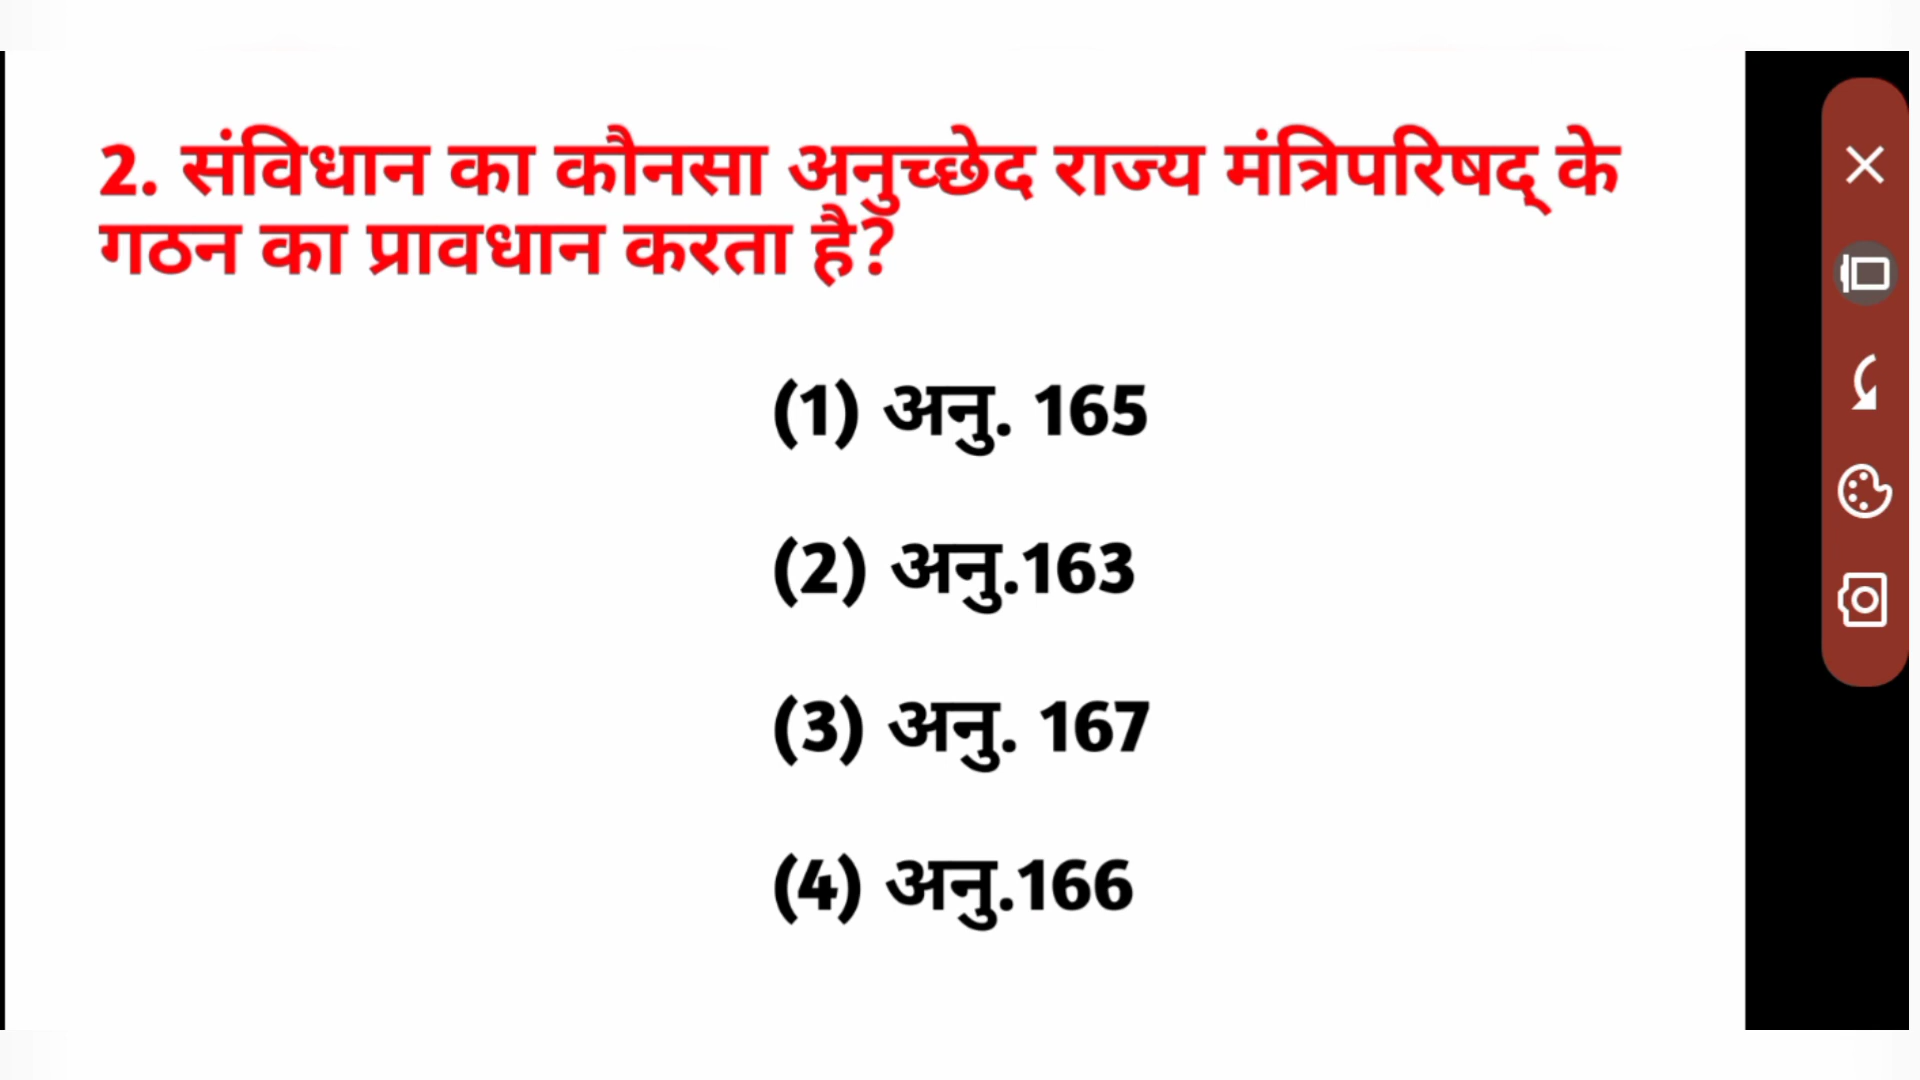 2. संविधान का कौनसा अनुच्छेद राज्य मंत्रिपरिषद् के
गठन का प्रावधान करता है?
(1) अनु. 165
(2) अनु.163
(3) अनु. 167
(4) अनु.166